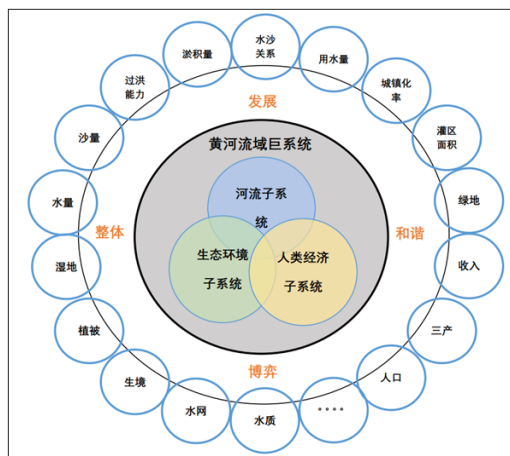 水沙
关系
用水量
城镇化
率
灌区
面积
绿地
收入
三产
人口
....
水质
水网
生境
植被
湿地
水量
沙量
过洪
能力
淤积量
发展
和谐
博弈
整体
黄河流域巨系统
河流子系
统
生态环境
子系统
人类经济
子系统